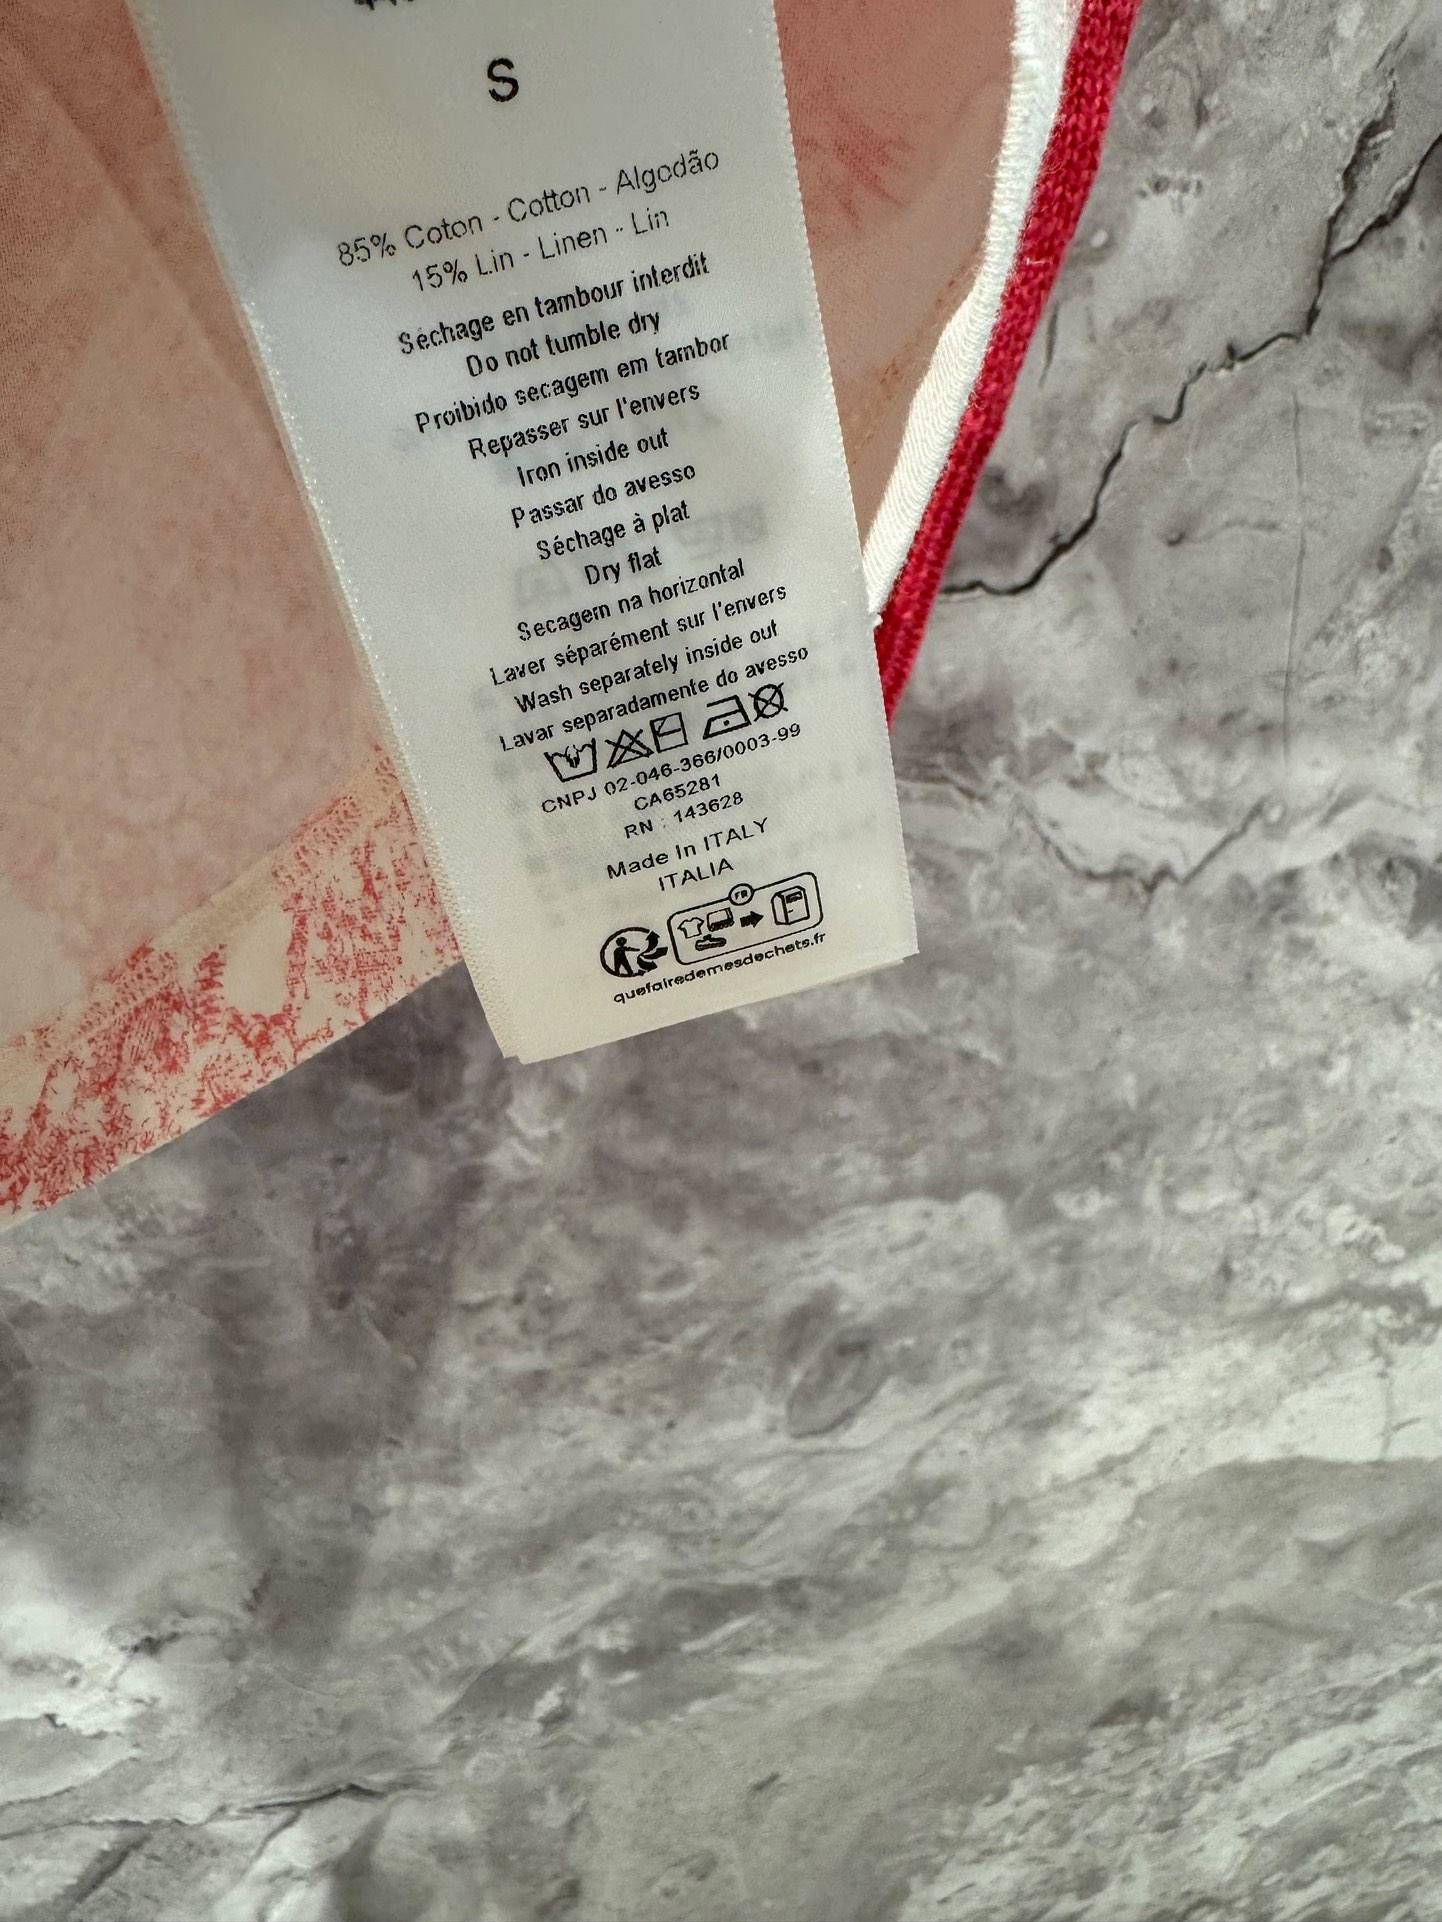 S
85% Coton - Cotton - Algodão
15% Lin - Linen - Lin
Séchage en tambour interdit
Do not tumble dry
Proibido secagem em tambor
Repasser sur l'envers
Iron inside out
Passar do avesso
Séchage à plat
Dry flat
Secagem na horizontal
Laver séparément sur l'envers
Wash separately inside out
Lavar separadamente do avesso
CNPJ 02-046-366/0003-99
CA65281
RN : 143628
Made In ITALY
ITALIA
FR
quefairedemesdechets.fr